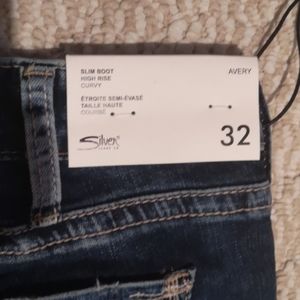 SLIM BOOT
HIGH RISE
CURVY
AVERY
ÉTROITE SEMI-ÉVASÉ
TAILLE HAUTE
COURBÉ
Silver
JEANS CO
32